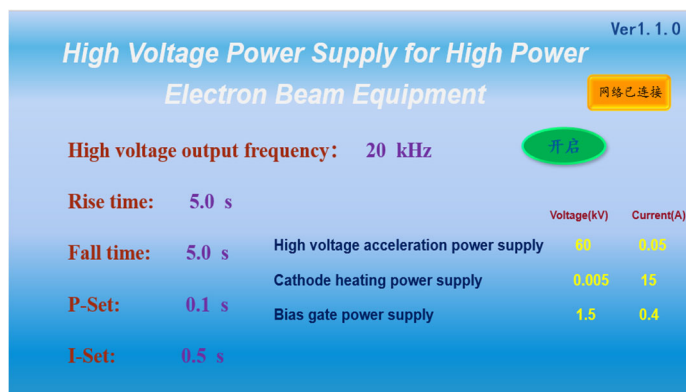 Ver1.1.0
High Voltage Power Supply for High Power
Electron Beam Equipment
网络已连接
High voltage output frequency: 20 kHz
开启
Rise time: 5.0 s
Voltage(kV) Current(A)
Fall time: 5.0 s
High voltage acceleration power supply 60 0.05
Cathode heating power supply 0.005 15
P-Set: 0.1 s
Bias gate power supply 1.5 0.4
I-Set: 0.5 s